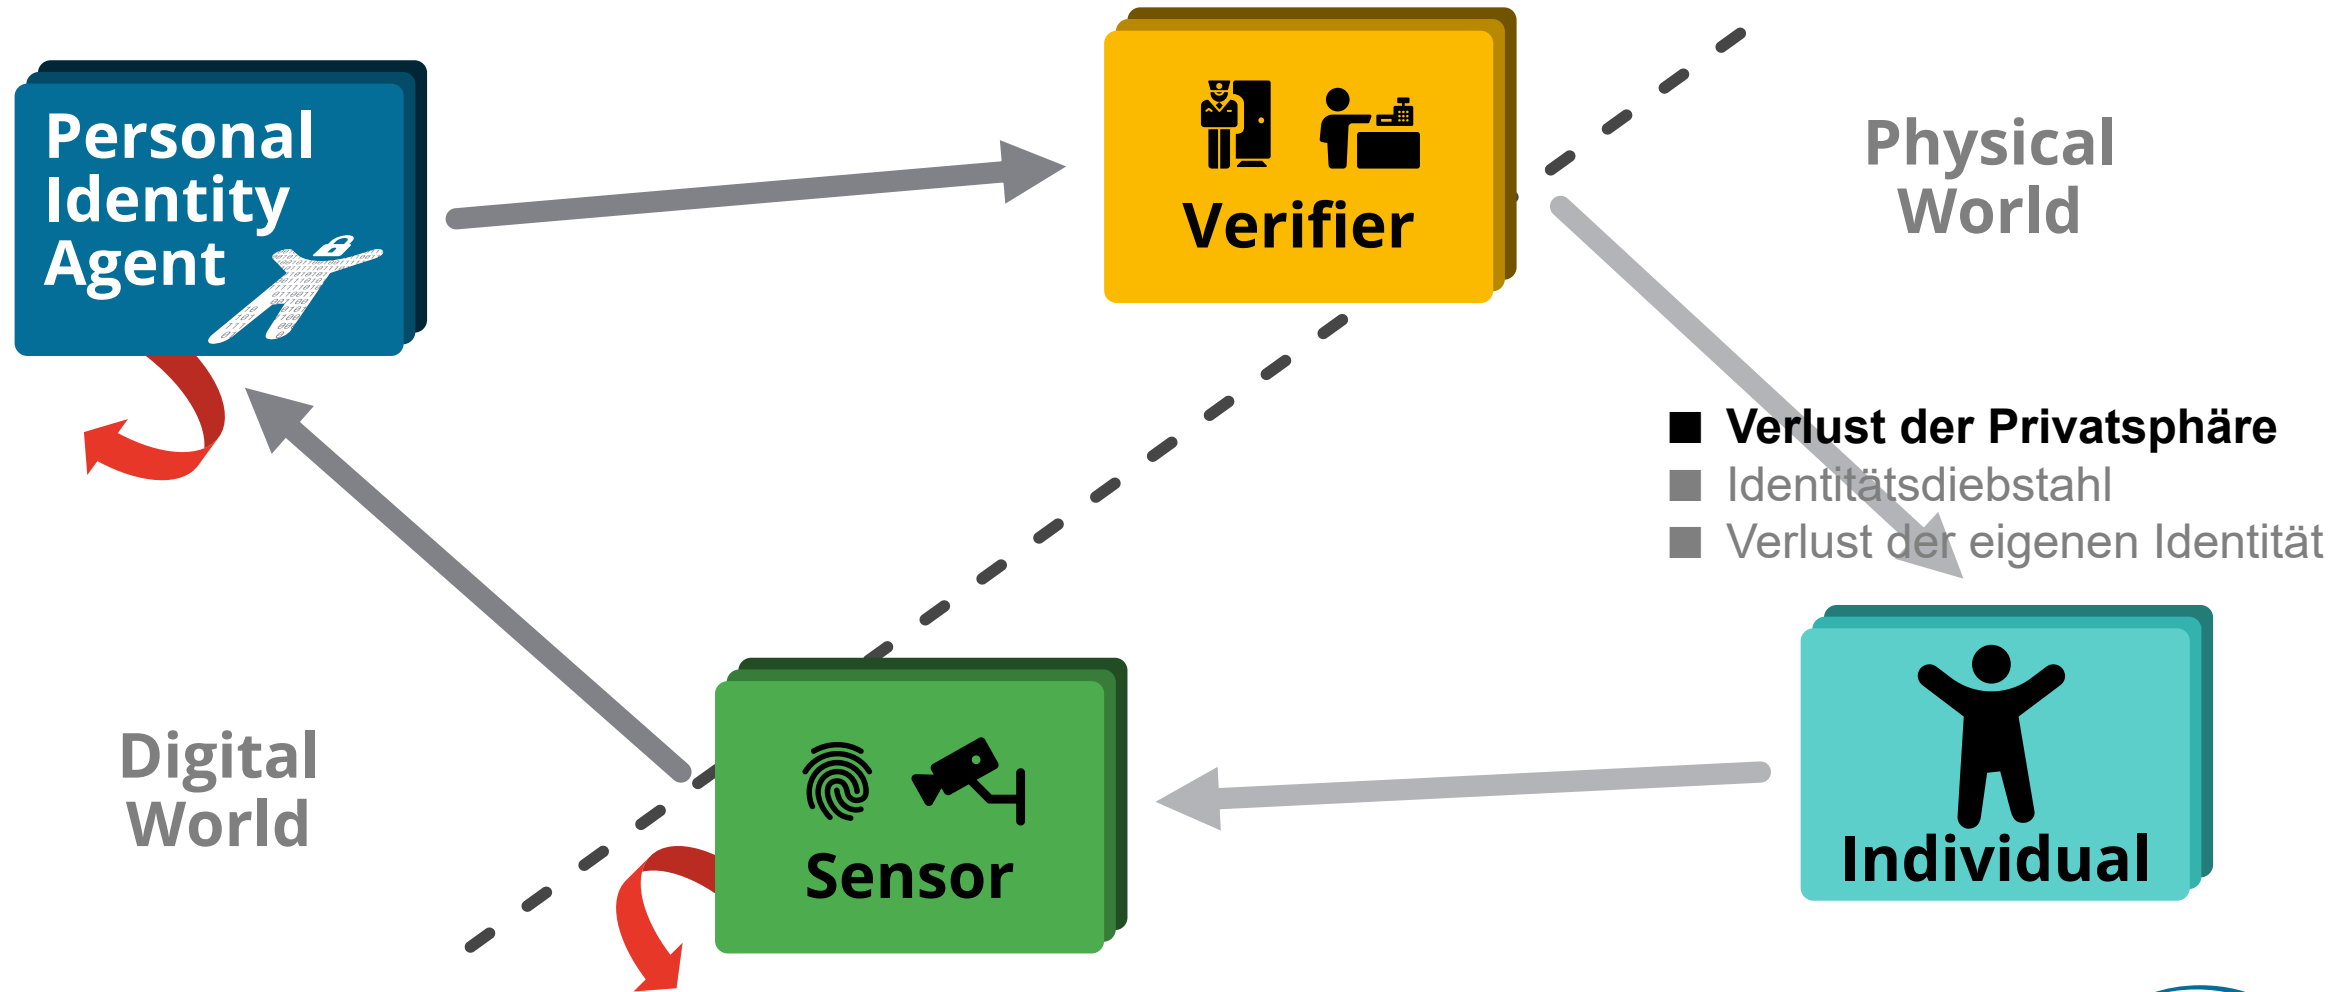 Personal
Identity
Agent
Verifier
Physical
World
■ Verlust der Privatsphäre
■ Identitätsdiebstahl
■ Verlust der eigenen Identität
Digital
World
Sensor
Individual